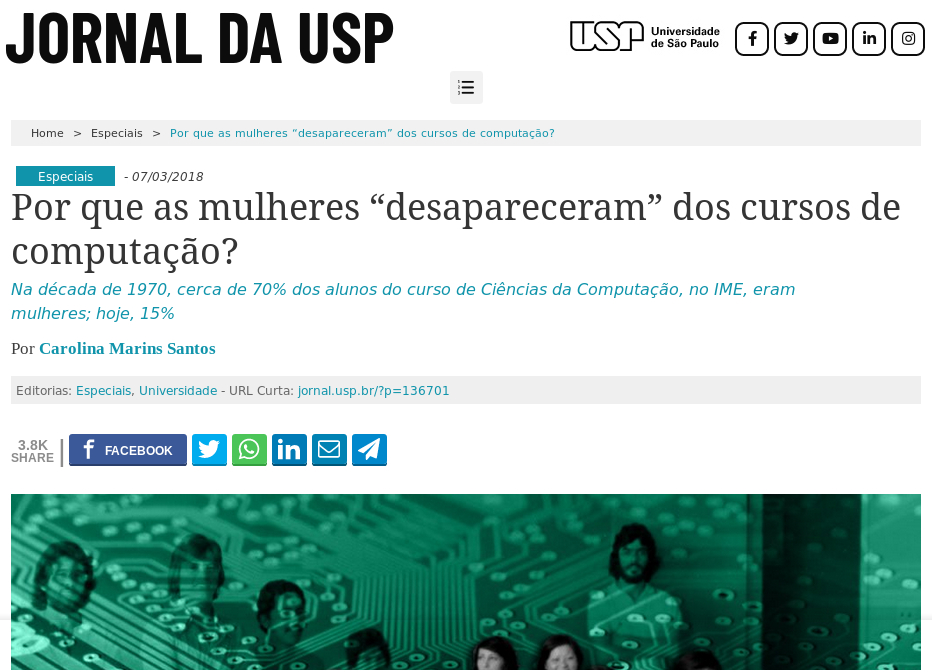 JORNAL DA USP
USP Universidade
de São Paulo
Home > Especiais > Por que as mulheres “desapareceram” dos cursos de computação?
Especiais - 07/03/2018
Por que as mulheres “desapareceram” dos cursos de
computação?
Na década de 1970, cerca de 70% dos alunos do curso de Ciências da Computação, no IME, eram
mulheres; hoje, 15%
Por Carolina Marins Santos
Editorias: Especiais, Universidade - URL Curta: jornal.usp.br/?p=136701
3.8K
SHARE
FACEBOOK